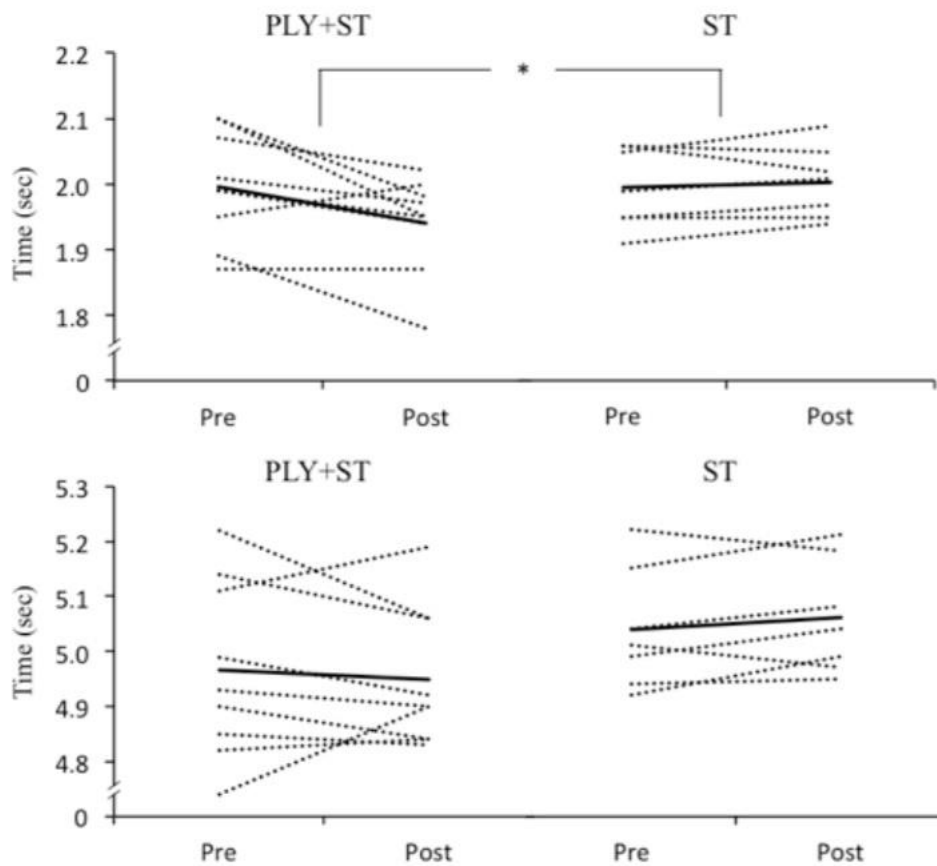 PLY+ST ST
2.2
*
2.1
2.0
1.9
1.8
0
Time (sec)
Pre Post Pre Post
PLY+ST ST
5.3
5.2
5.1
5.0
4.9
4.8
0
Time (sec)
Pre Post Pre Post